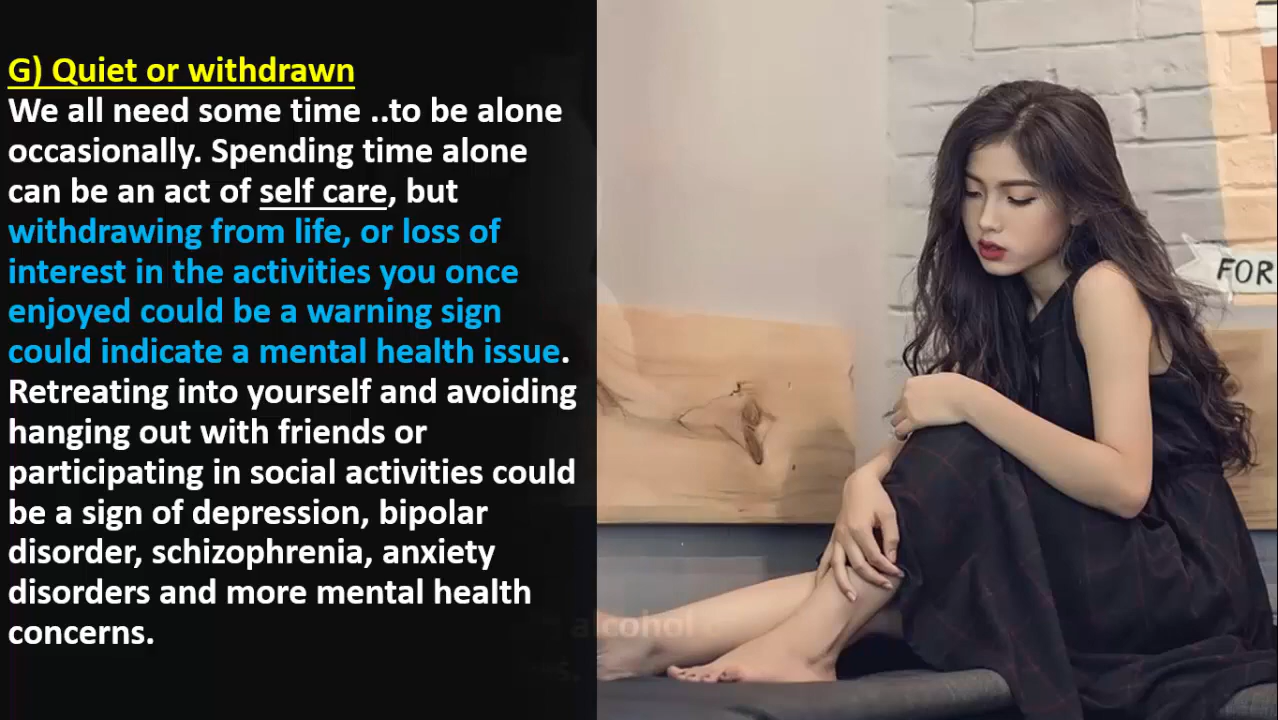 G) Quiet or withdrawn
We all need some time ..to be alone
occasionally. Spending time alone
can be an act of self care, but
withdrawing from life, or loss of
interest in the activities you once
enjoyed could be a warning sign
could indicate a mental health issue.
Retreating into yourself and avoiding
hanging out with friends or
participating in social activities could
be a sign of depression, bipolar
disorder, schizophrenia, anxiety
disorders and more mental health
concerns.
FOR
alcohol